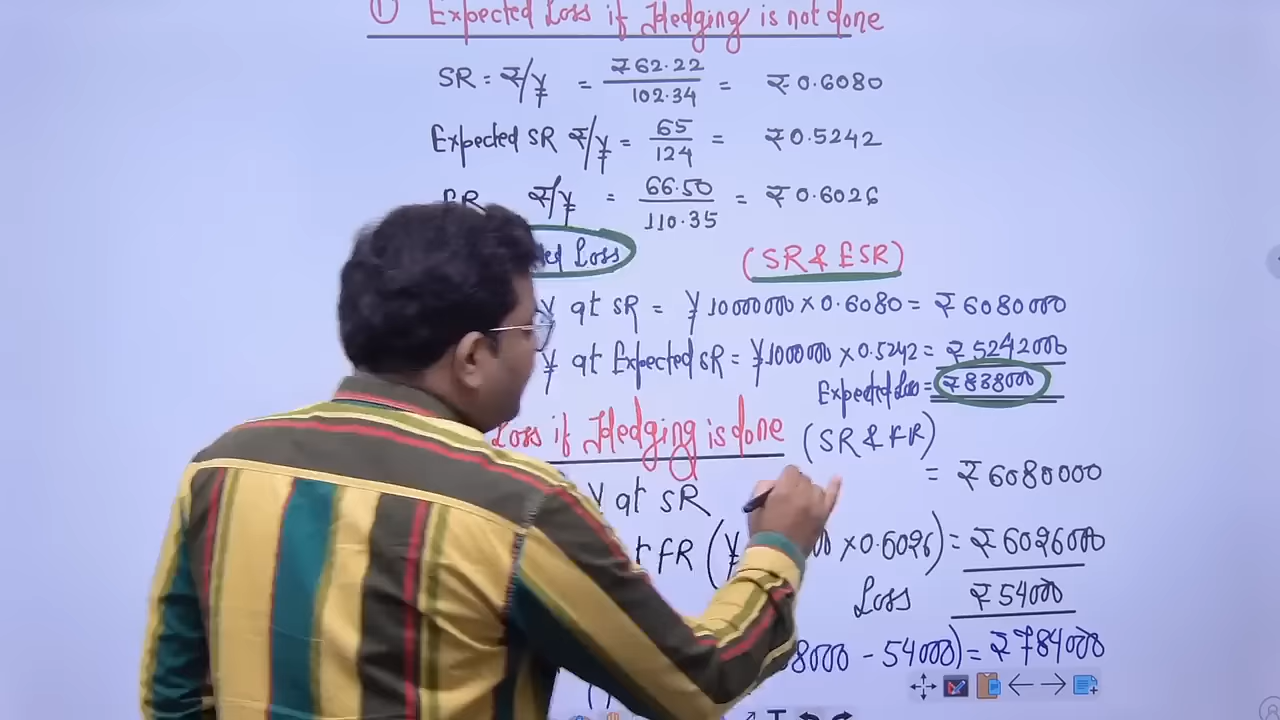 ① Expected Loss if Hedging is not done
SR = ₹/¥ = ₹62.22 / 102.34 = ₹0.6080
Expected SR ₹/¥ = 65 / 124 = ₹0.5242
₹/¥ = 66.50 / 110.35 = ₹0.6026
Loss (SR & ESR)
¥ at SR = ¥10000000 × 0.6080 = ₹6080000
¥ at Expected SR = ¥10000000 × 0.5242 = ₹5242000
Expected Loss = ₹838000
Loss if Hedging is done (SR & FR)
¥ at SR = ₹6080000
FR (¥ × 0.6026) = ₹6026000
Loss ₹54000
8000 - 54000) = ₹784000